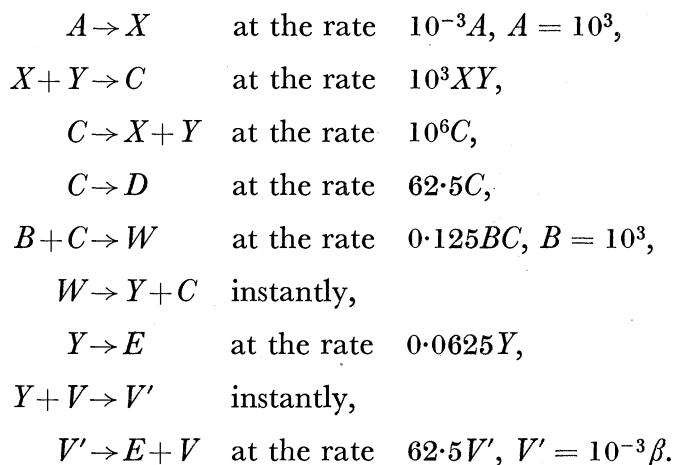 A → X at the rate 10⁻³A, A = 10³,
X+Y → C at the rate 10³XY,
C → X+Y at the rate 10⁶C,
C → D at the rate 62·5C,
B+C → W at the rate 0·125BC, B = 10³,
W → Y+C instantly,
Y → E at the rate 0·0625Y,
Y+V → V′ instantly,
V′ → E+V at the rate 62·5V′, V′ = 10⁻³β.